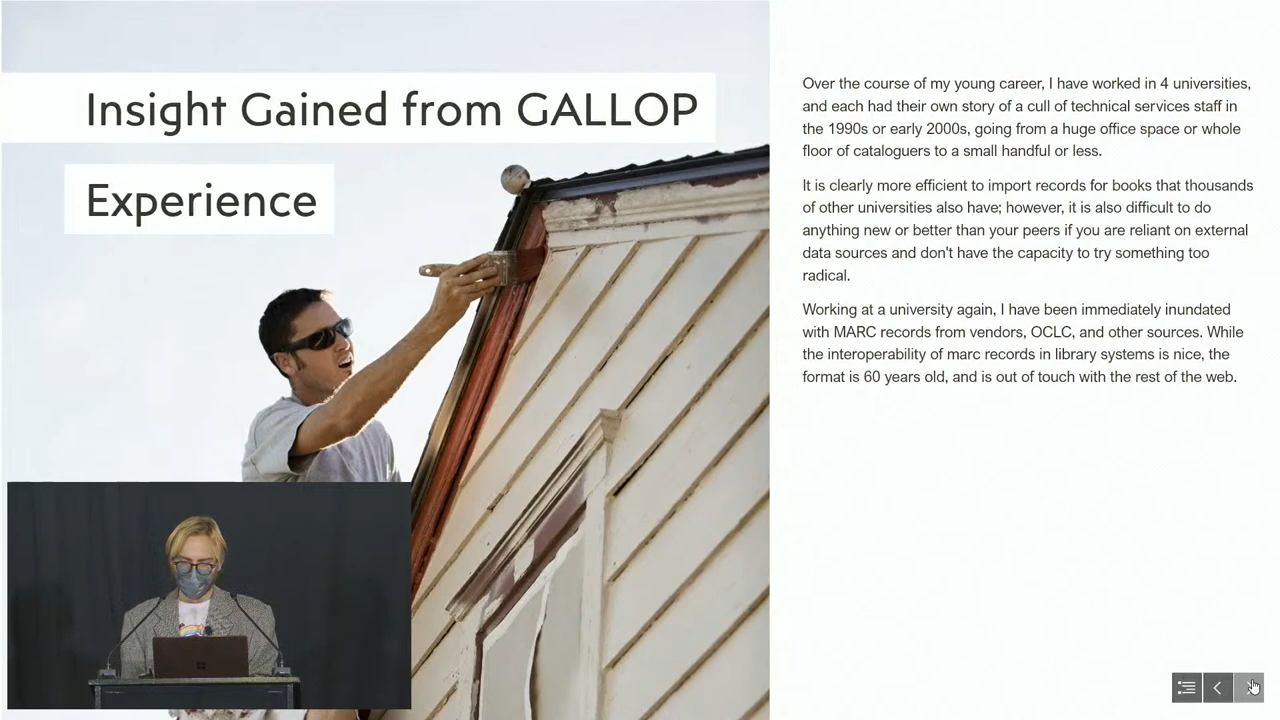 Insight Gained from GALLOP
Experience
Over the course of my young career, I have worked in 4 universities,
and each had their own story of a cull of technical services staff in
the 1990s or early 2000s, going from a huge office space or whole
floor of cataloguers to a small handful or less.
It is clearly more efficient to import records for books that thousands
of other universities also have; however, it is also difficult to do
anything new or better than your peers if you are reliant on external
data sources and don't have the capacity to try something too
radical.
Working at a university again, I have been immediately inundated
with MARC records from vendors, OCLC, and other sources. While
the interoperability of marc records in library systems is nice, the
format is 60 years old, and is out of touch with the rest of the web.